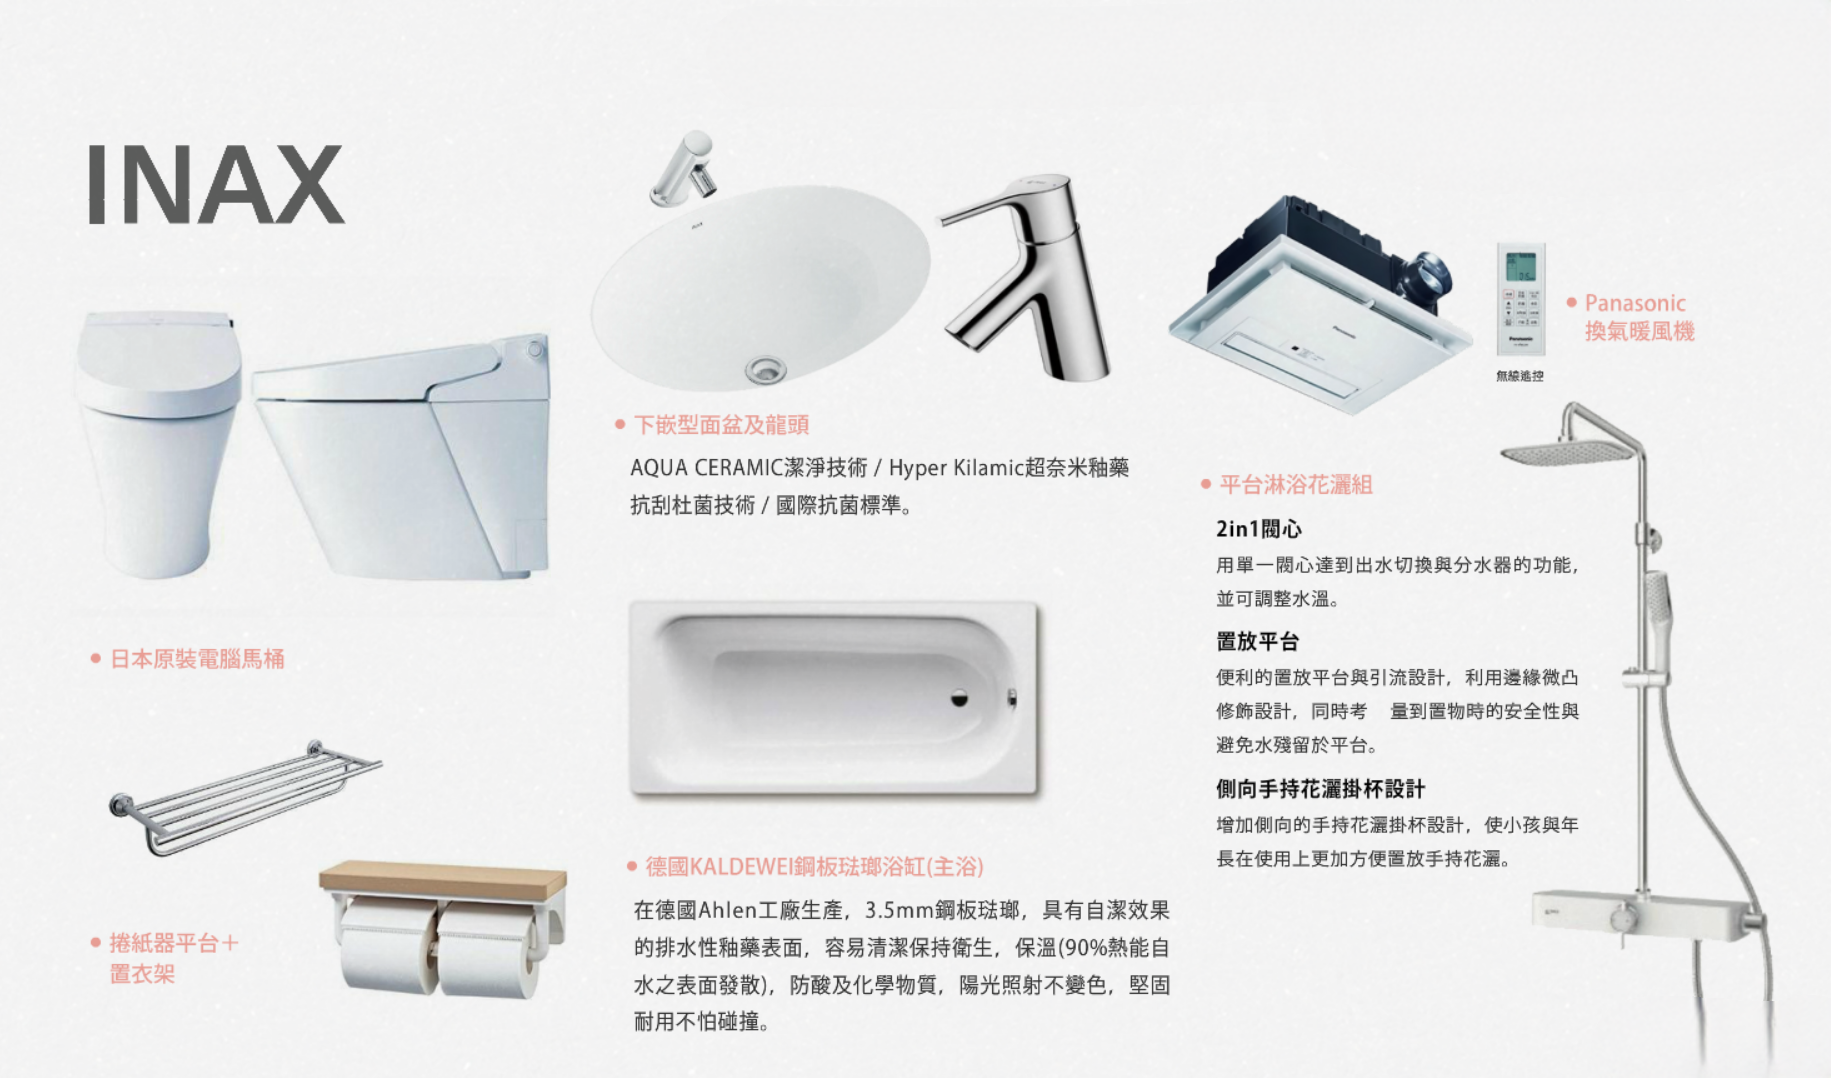 INAX
日本原裝電腦馬桶
捲紙器平台＋
置衣架
下嵌型面盆及龍頭
AQUA CERAMIC潔淨技術 / Hyper Kilamic超奈米釉藥
抗刮杜菌技術 / 國際抗菌標準。
德國KALDEWEI鋼板琺瑯浴缸(主浴)
在德國Ahlen工廠生產，3.5mm鋼板琺瑯，具有自潔效果
的排水性釉藥表面，容易清潔保持衛生，保溫(90%熱能自
水之表面發散)，防酸及化學物質，陽光照射不變色，堅固
耐用不怕碰撞。
Panasonic
Panasonic
無線遙控
Panasonic
換氣暖風機
平台淋浴花灑組
2in1閥心
用單一閥心達到出水切換與分水器的功能，
並可調整水溫。
置放平台
便利的置放平台與引流設計，利用邊緣微凸
修飾設計，同時考 量到置物時的安全性與
避免水殘留於平台。
側向手持花灑掛杯設計
增加側向的手持花灑掛杯設計，使小孩與年
長在使用上更加方便置放手持花灑。